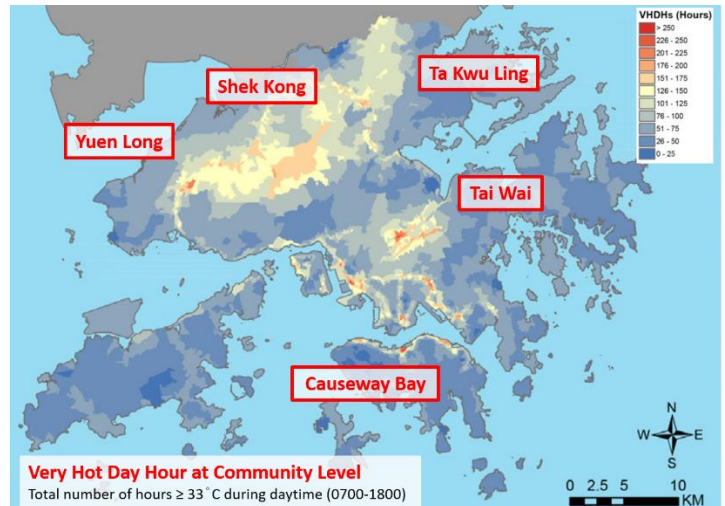 VHDHs (Hours)
> 250
226 - 250
201 - 225
176 - 200
151 - 175
126 - 150
101 - 125
76 - 100
51 - 75
26 - 50
0 - 25
Shek Kong
Ta Kwu Ling
Yuen Long
Tai Wai
Causeway Bay
N
W E
S
Very Hot Day Hour at Community Level
Total number of hours ≥ 33˚C during daytime (0700-1800)
0 2.5 5 10
KM